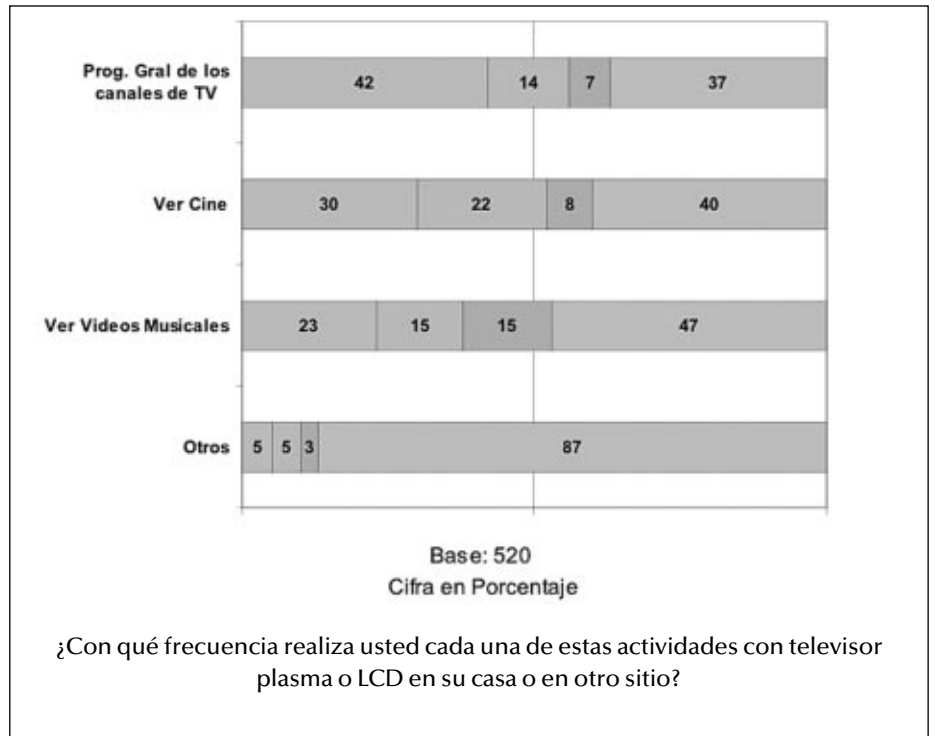 Prog. Gral de los
canales de TV
42 14 7 37
Ver Cine
30 22 8 40
Ver Videos Musicales
23 15 15 47
Otros
5 5 3 87
Base: 520
Cifra en Porcentaje
¿Con qué frecuencia realiza usted cada una de estas actividades con televisor
plasma o LCD en su casa o en otro sitio?